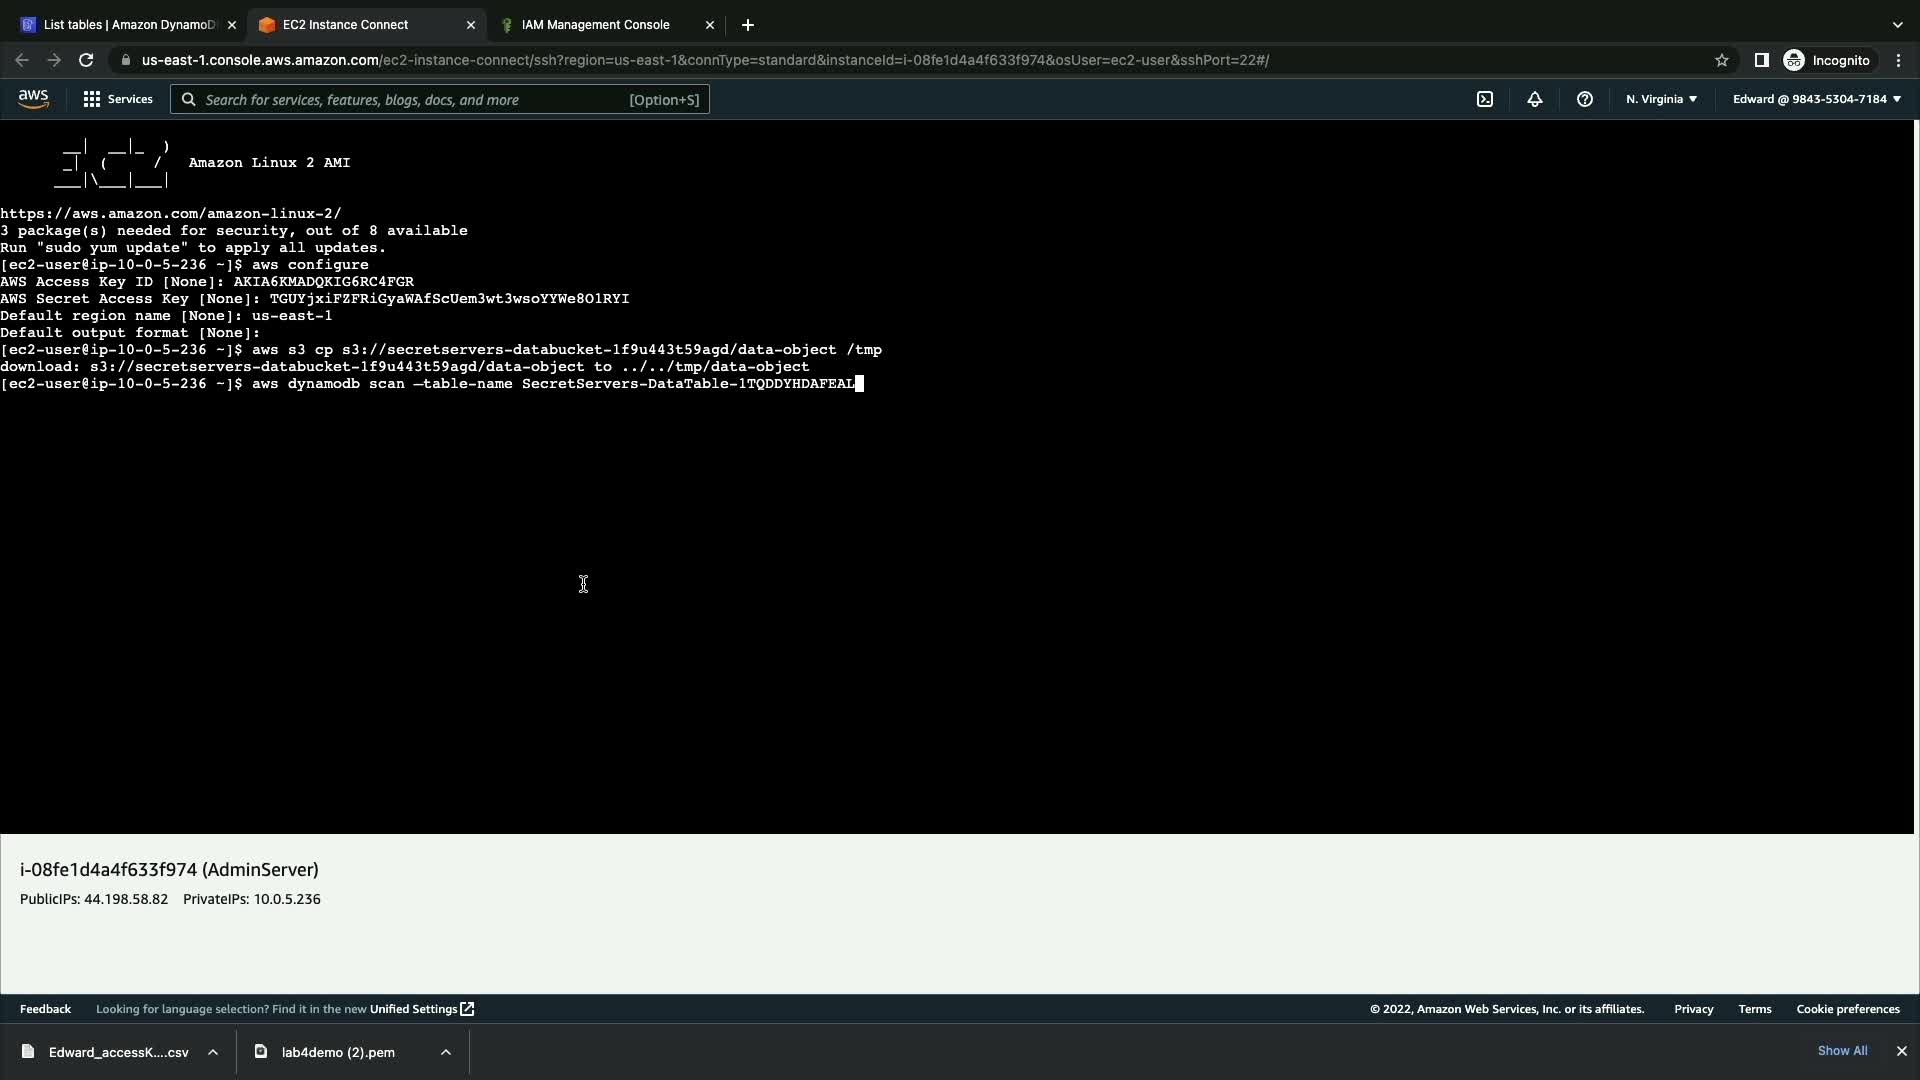 List tables | Amazon DynamoD
EC2 Instance Connect
IAM Management Console
us-east-1.console.aws.amazon.com/ec2-instance-connect/ssh?region=us-east-1&connType=standard&instanceId=i-08fe1d4a4f633f974&osUser=ec2-user&sshPort=22#/
Incognito
aws
Services
Search for services, features, blogs, docs, and more [Option+S]
N. Virginia
Edward @ 9843-5304-7184
__|  __|_  )
_|  (     /   Amazon Linux 2 AMI
___|\___|___|
https://aws.amazon.com/amazon-linux-2/
3 package(s) needed for security, out of 8 available
Run "sudo yum update" to apply all updates.
[ec2-user@ip-10-0-5-236 ~]$ aws configure
AWS Access Key ID [None]: AKIA6KMADQKIG6RC4FGR
AWS Secret Access Key [None]: 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
Default region name [None]: us-east-1
Default output format [None]:
[ec2-user@ip-10-0-5-236 ~]$ aws s3 cp s3://secretservers-databucket-1f9u443t59agd/data-object /tmp
download: s3://secretservers-databucket-1f9u443t59agd/data-object to ../../tmp/data-object
[ec2-user@ip-10-0-5-236 ~]$ aws dynamodb scan —table-name SecretServers-DataTable-1TQDDYHDAFEAL
i-08fe1d4a4f633f974 (AdminServer)
PublicIPs: 44.198.58.82 PrivateIPs: 10.0.5.236
Feedback
Looking for language selection? Find it in the new Unified Settings
© 2022, Amazon Web Services, Inc. or its affiliates.
Privacy
Terms
Cookie preferences
Edward_accessK....csv
lab4demo (2).pem
Show All